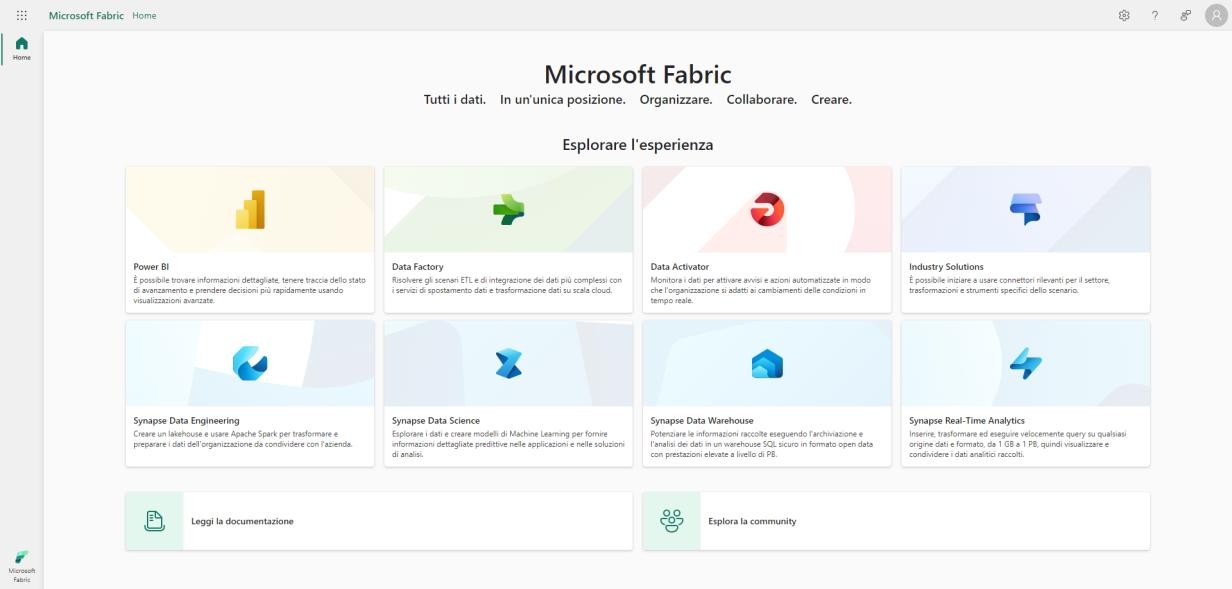 Microsoft Fabric Home
Home
Microsoft Fabric
Tutti i dati. In un'unica posizione. Organizzare. Collaborare. Creare.
Esplorare l'esperienza
Power BI
È possibile trovare informazioni dettagliate, tenere traccia dello stato
di avanzamento e prendere decisioni più rapidamente usando
visualizzazioni avanzate.
Data Factory
Risolvere gli scenari ETL e di integrazione dei dati più complessi con
i servizi di spostamento dati e trasformazione dati su scala cloud.
Data Activator
Monitora i dati per attivare avvisi e azioni automatizzate in modo
che l'organizzazione si adatti ai cambiamenti delle condizioni in
tempo reale.
Industry Solutions
È possibile iniziare a usare connettori rilevanti per il settore,
trasformazioni e strumenti specifici dello scenario.
Synapse Data Engineering
Creare un lakehouse e usare Apache Spark per trasformare e
preparare i dati dell'organizzazione da condividere con l'azienda.
Synapse Data Science
Esplorare i dati e creare modelli di Machine Learning per fornire
informazioni dettagliate predittive nelle applicazione e nelle soluzioni
di analisi.
Synapse Data Warehouse
Potenziare le informazioni raccolte eseguendo l'archiviazione e
l'analisi dei dati in un warehouse SQL sicuro in formato open data
con prestazioni elevate a livello di PB.
Synapse Real-Time Analytics
Inserire, trasformare ed eseguire velocemente query su qualsiasi
origine dati e formato, da 1 GB a 1 PB, quindi visualizzare e
condividere i dati analitici raccolti.
Leggi la documentazione
Esplora la community
Microsoft
Fabric